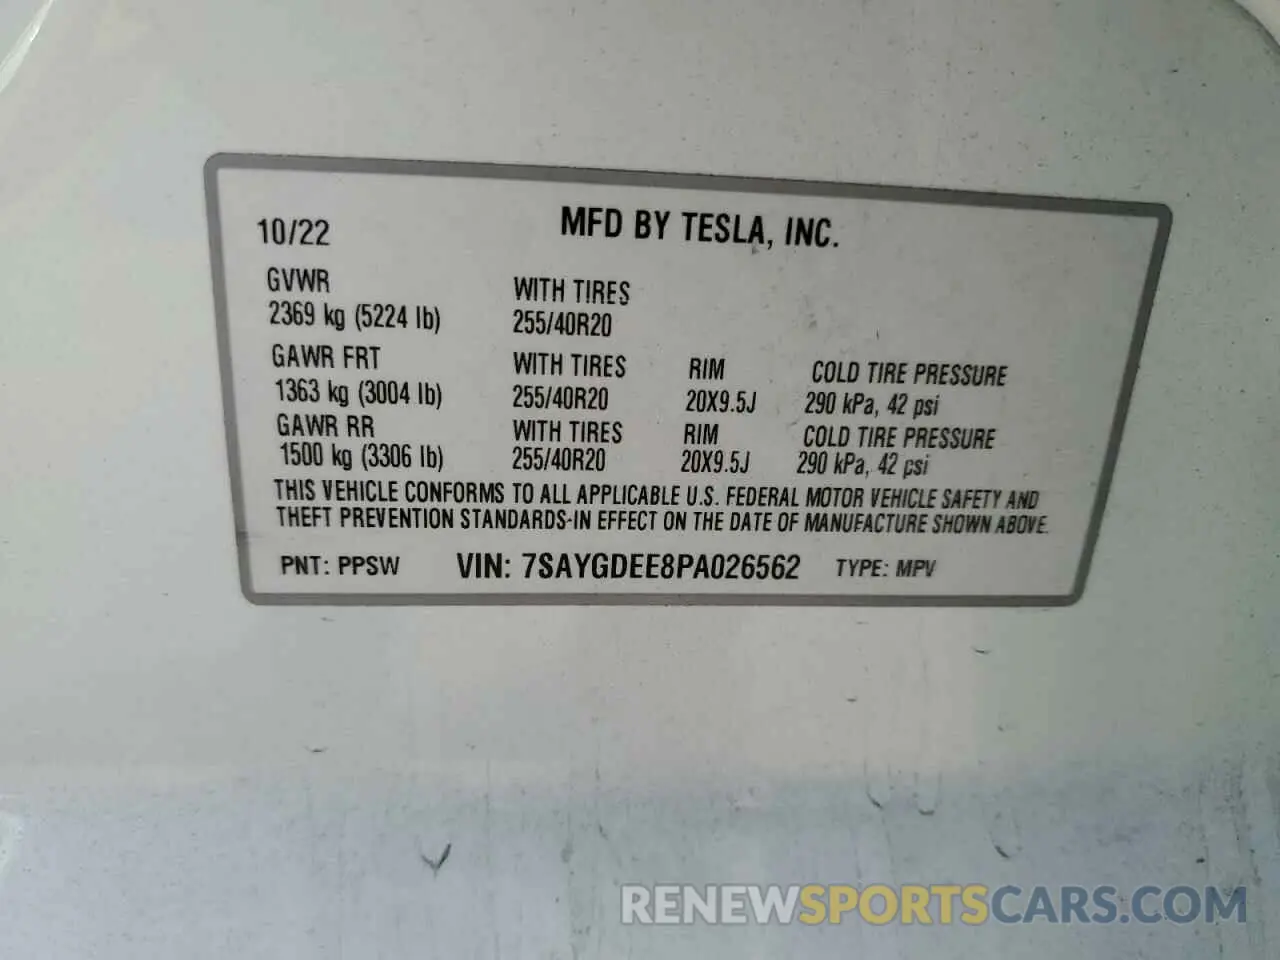 10/22 MFD BY TESLA, INC.
GVWR WITH TIRES
2369 kg (5224 lb) 255/40R20
GAWR FRT WITH TIRES RIM COLD TIRE PRESSURE
1363 kg (3004 lb) 255/40R20 20X9.5J 290 kPa, 42 psi
GAWR RR WITH TIRES RIM COLD TIRE PRESSURE
1500 kg (3306 lb) 255/40R20 20X9.5J 290 kPa, 42 psi
THIS VEHICLE CONFORMS TO ALL APPLICABLE U.S. FEDERAL MOTOR VEHICLE SAFETY AND
THEFT PREVENTION STANDARDS-IN EFFECT ON THE DATE OF MANUFACTURE SHOWN ABOVE.
PNT: PPSW VIN: 7SAYGDEE8PA026562 TYPE: MPV
RENEWSPORTSCARS.COM